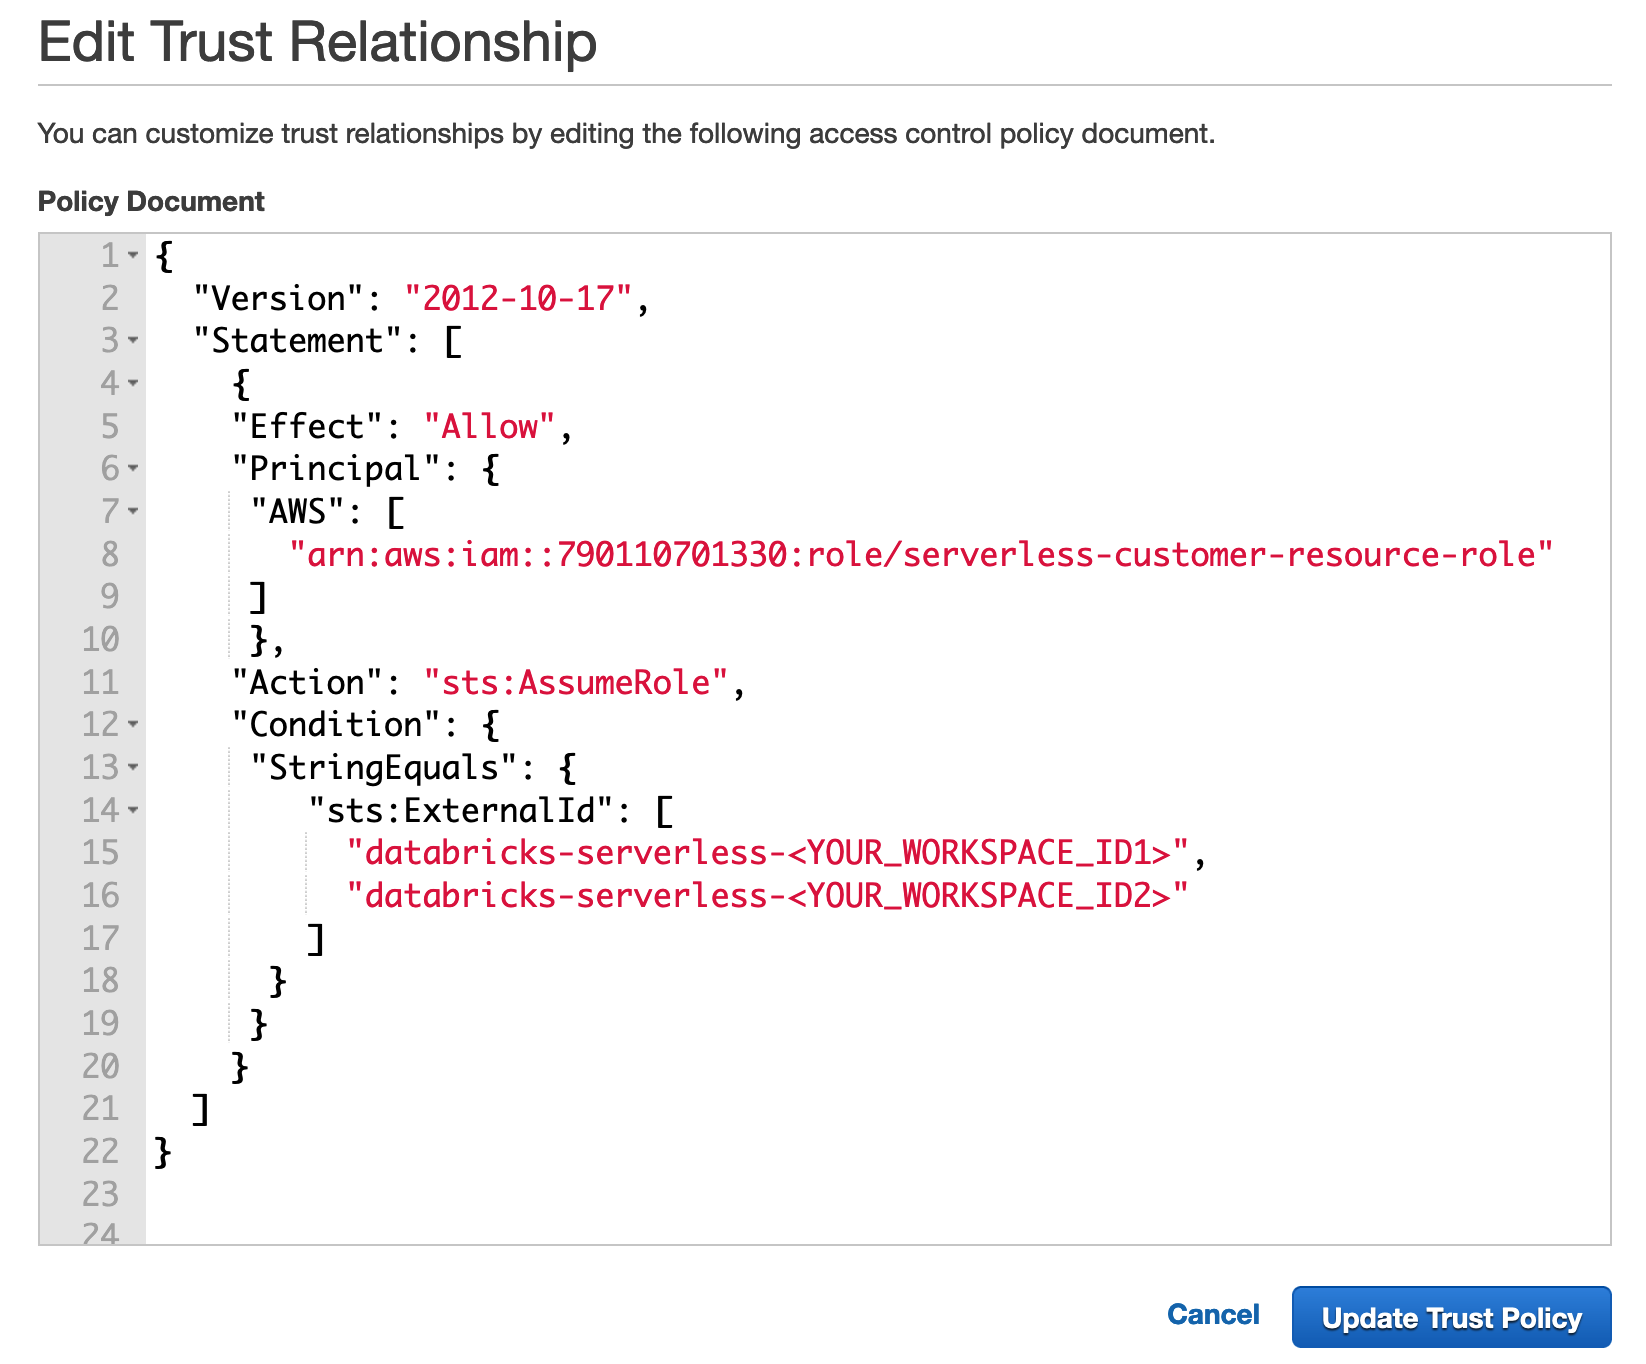 Edit Trust Relationship
You can customize trust relationships by editing the following access control policy document.
Policy Document
1 {
2 "Version": "2012-10-17",
3 "Statement": [
4 {
5 "Effect": "Allow",
6 "Principal": {
7 "AWS": [
8 "arn:aws:iam::790110701330:role/serverless-customer-resource-role"
9 ]
10 },
11 "Action": "sts:AssumeRole",
12 "Condition": {
13 "StringEquals": {
14 "sts:ExternalId": [
15 "databricks-serverless-<YOUR_WORKSPACE_ID1>",
16 "databricks-serverless-<YOUR_WORKSPACE_ID2>"
17 ]
18 }
19 }
20 }
21 ]
22 }
23
24
Cancel Update Trust Policy